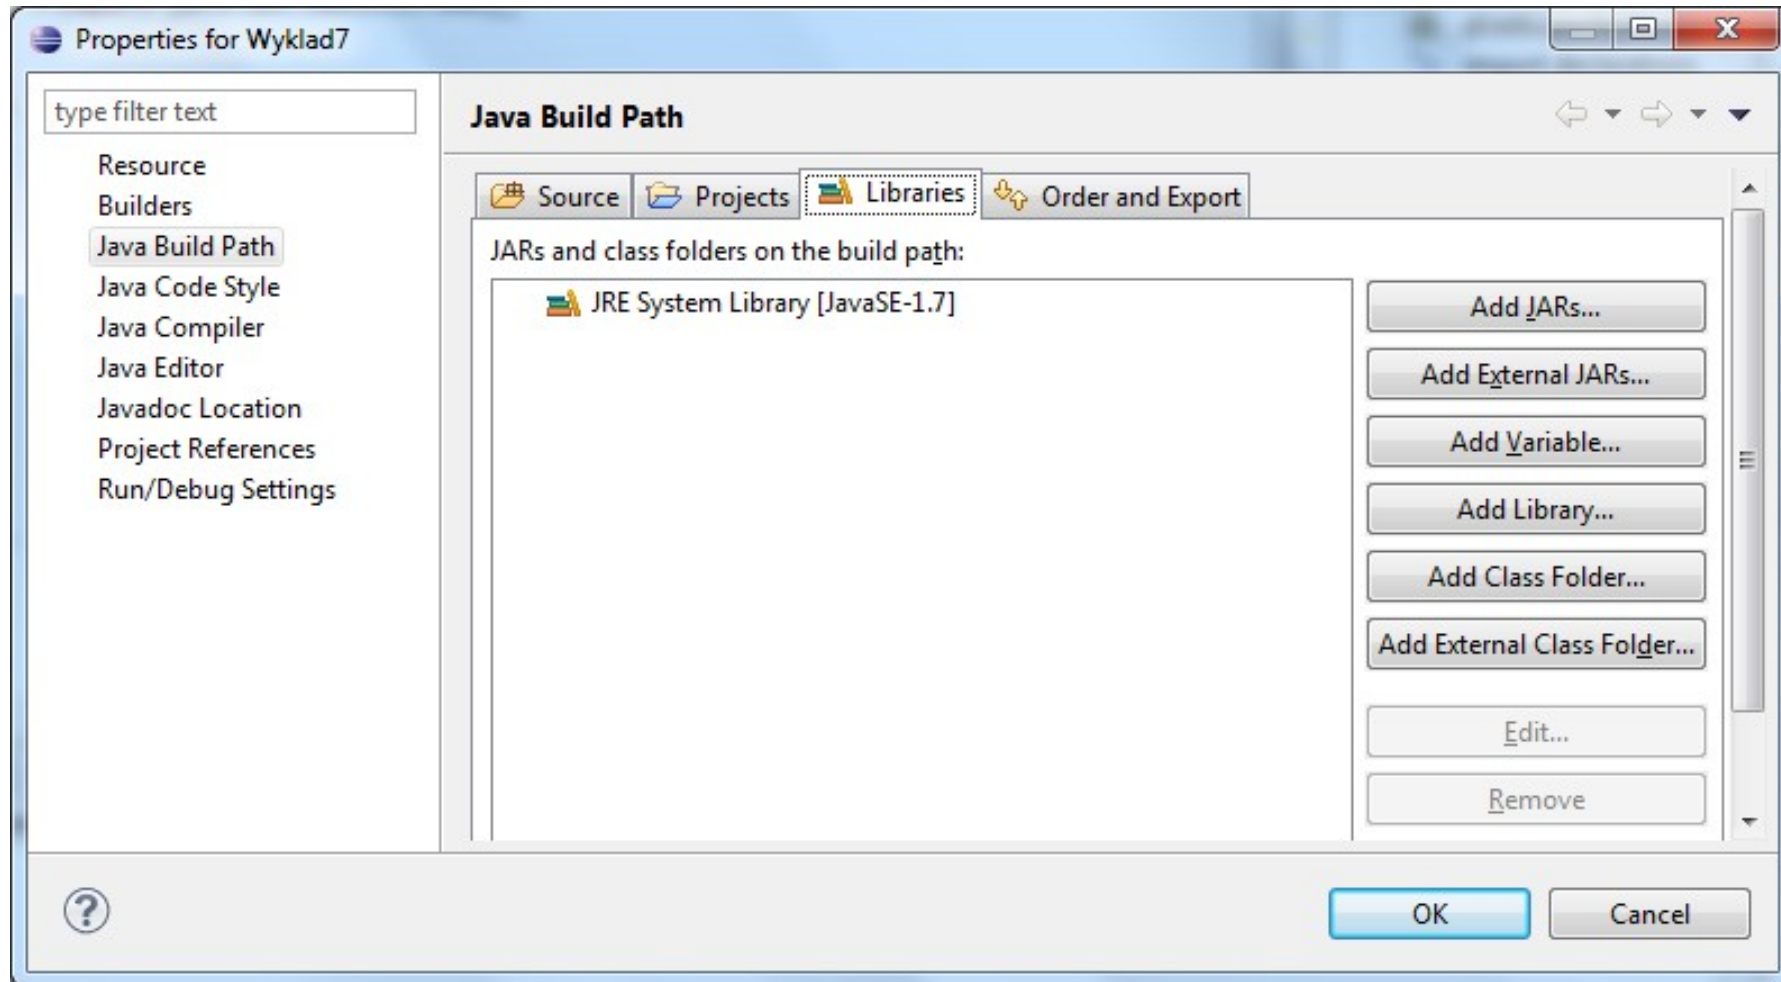 Properties for Wyklad7
type filter text
Resource
Builders
Java Build Path
Java Code Style
Java Compiler
Java Editor
Javadoc Location
Project References
Run/Debug Settings
Java Build Path
Source
Projects
Libraries
Order and Export
JARs and class folders on the build path:
JRE System Library [JavaSE-1.7]
Add JARs...
Add External JARs...
Add Variable...
Add Library...
Add Class Folder...
Add External Class Folder...
Edit...
Remove
?
OK
Cancel